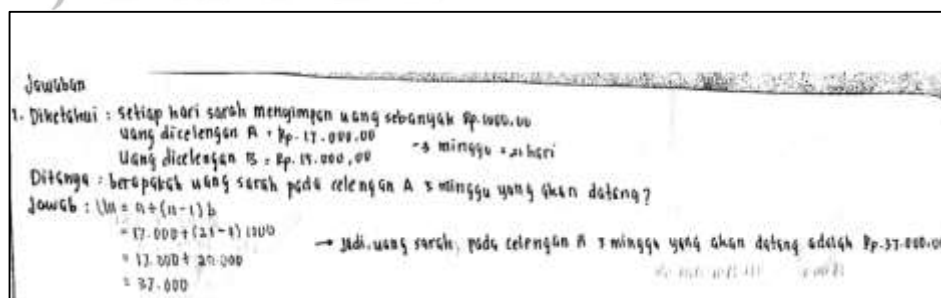 Jawaban
1. Diketahui : setiap hari sarah menyimpan uang sebanyak Rp.1000.00
uang dicelengan A = Rp. 17.000.00
Uang dicelengan B = Rp. 15.000,00 → 3 minggu = 21 hari
Ditanya : berapakah uang sarah pada celengan A 3 minggu yang akan datang?
Jawab : Un = a + (n-1) b
= 17.000 + (21-1) 1000
= 17.000 + 20.000 → Jadi, uang sarah, pada celengan A 3 minggu yang akan datang adalah Rp.37.000.00
= 37.000